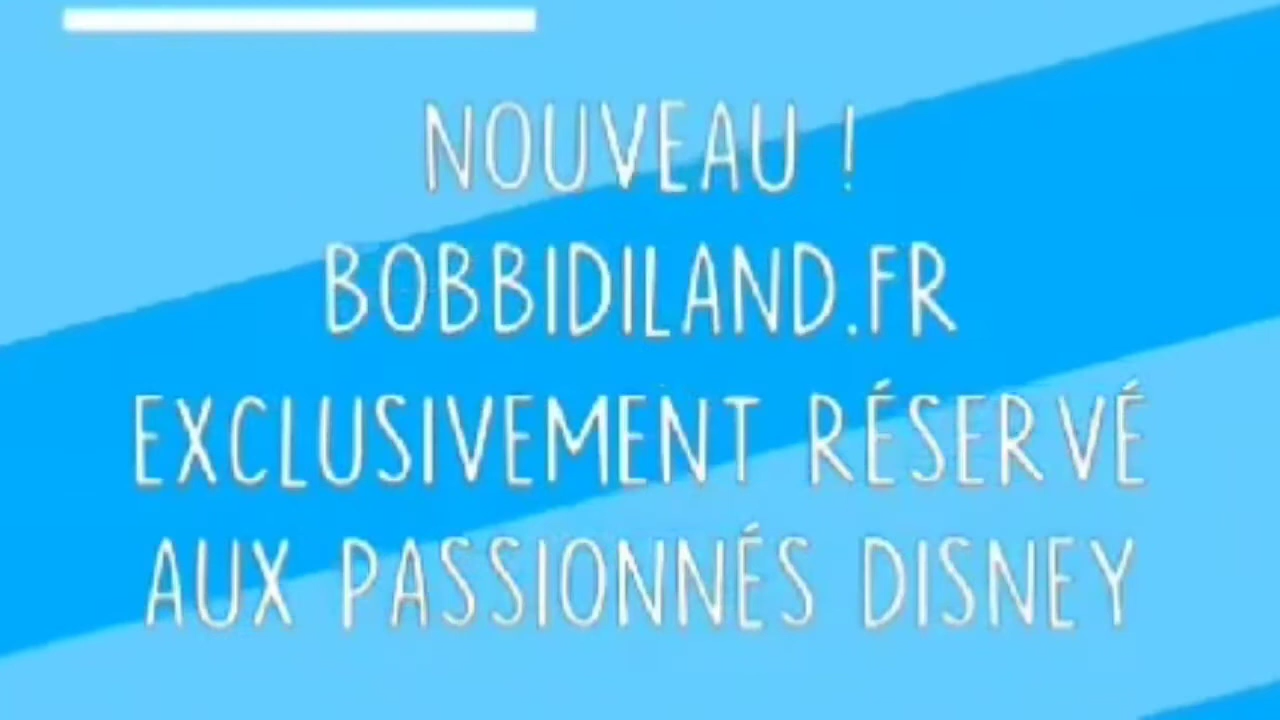 NOUVEAU !
BOBBIDILAND.FR
EXCLUSIVEMENT RÉSERVÉ
AUX PASSIONNÉS DISNEY